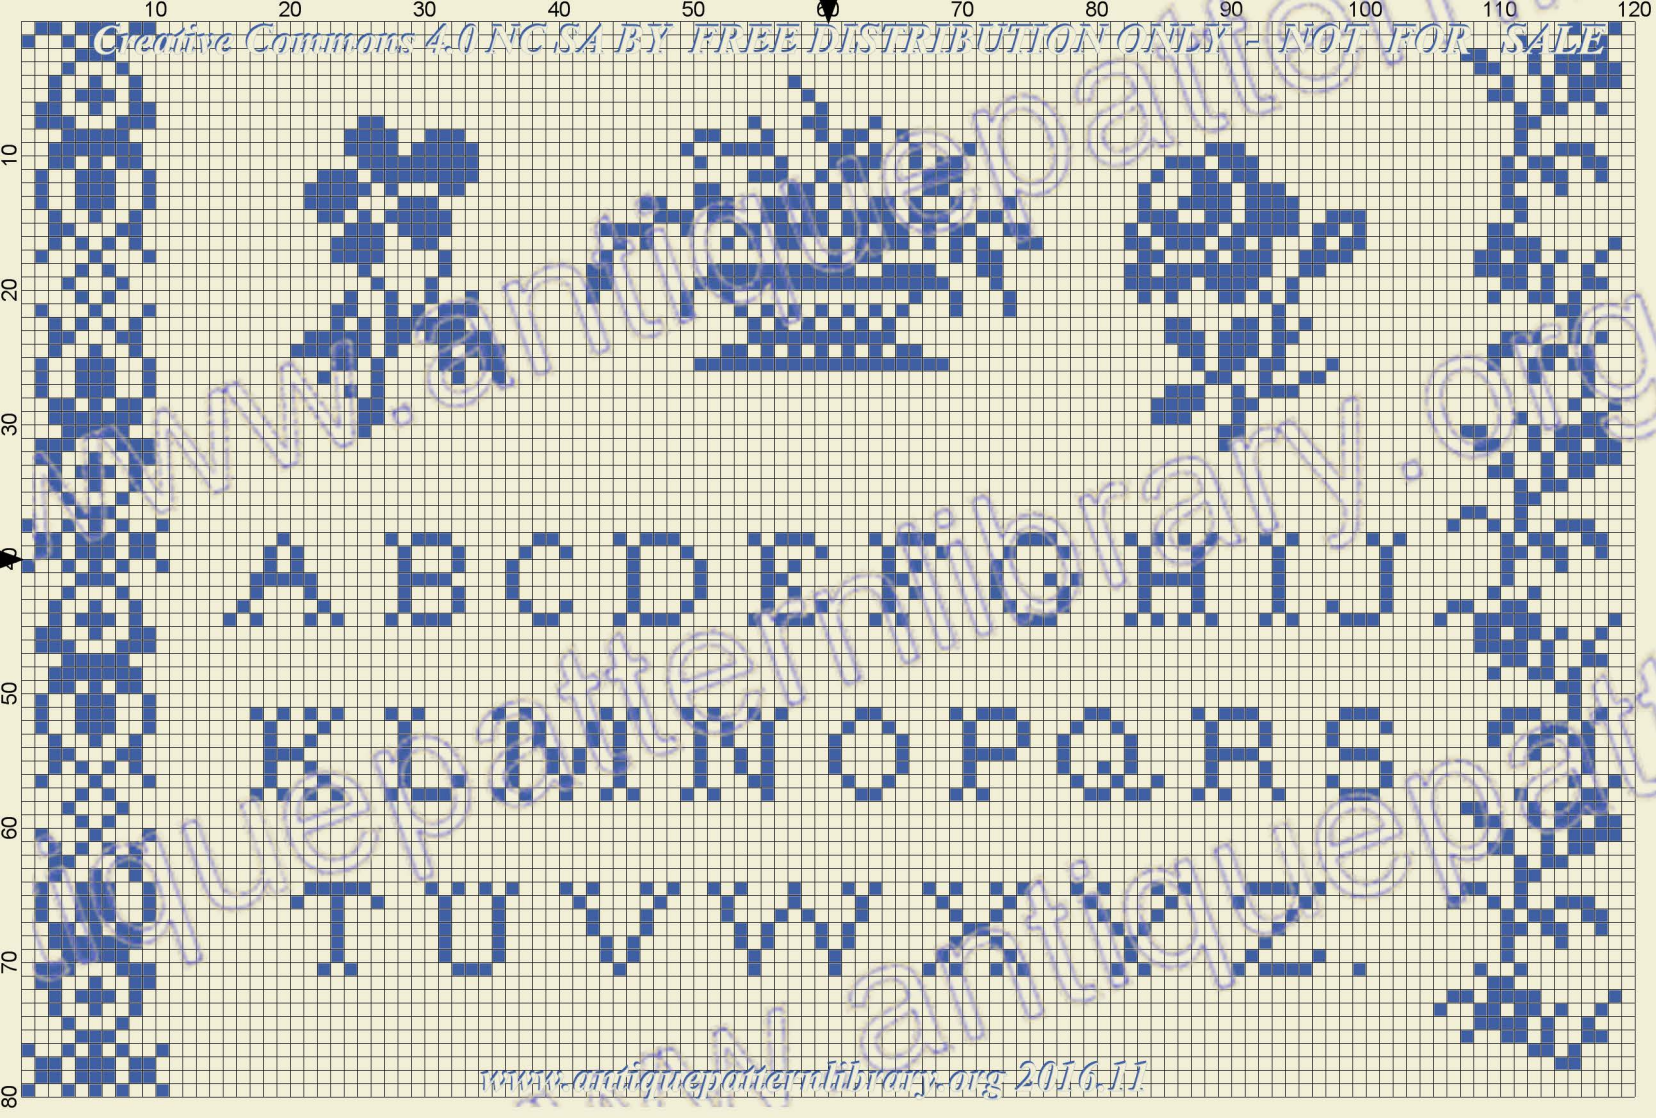 10 20 30 40 50 60 70 80 90 100 110 120
Creative Commons 4.0 NC SA BY FREE DISTRIBUTION ONLY - NOT FOR SALE
10
20
30
40
50
60
70
80
A B C D E F G H I J
K L M N O P Q R S
T U V W X Y Z .
www.antiquepatternlibrary.org
www.antiquepatternlibrary.org 2016.11